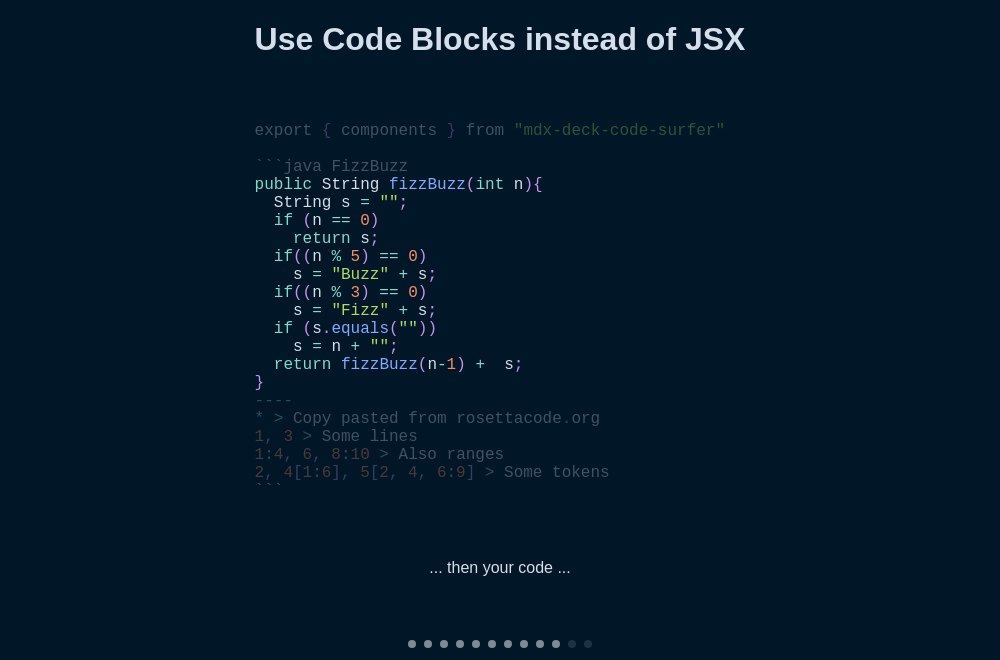 Use Code Blocks instead of JSX
export { components } from "mdx-deck-code-surfer"
```java FizzBuzz
public String fizzBuzz(int n){
  String s = "";
  if (n == 0)
    return s;
  if((n % 5) == 0)
    s = "Buzz" + s;
  if((n % 3) == 0)
    s = "Fizz" + s;
  if (s.equals(""))
    s = n + "";
  return fizzBuzz(n-1) +  s;
}
----
* > Copy pasted from rosettacode.org
1, 3 > Some lines
1:4, 6, 8:10 > Also ranges
2, 4[1:6], 5[2, 4, 6:9] > Some tokens
```
... then your code ...